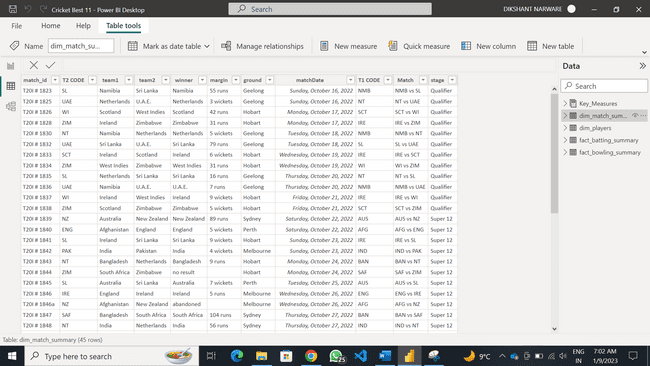 Cricket Best 11 - Power BI Desktop
Search
DIKSHANT NARWARE
File Home Help Table tools
Name dim_match_su... Mark as date table Manage relationships New measure Quick measure New column New table
match_id T2 CODE team1 team2 winner margin ground matchDate T1 CODE Match stage
T20I # 1823 SL Namibia Sri Lanka Namibia 55 runs Geelong Sunday, October 16, 2022 NMB NMB vs SL Qualifier
T20I # 1825 UAE Netherlands U.A.E. Netherlands 3 wickets Geelong Sunday, October 16, 2022 NT NT vs UAE Qualifier
T20I # 1826 WI Scotland West Indies Scotland 42 runs Hobart Monday, October 17, 2022 SCT SCT vs WI Qualifier
T20I # 1828 ZIM Ireland Zimbabwe Zimbabwe 31 runs Hobart Monday, October 17, 2022 IRE IRE vs ZIM Qualifier
T20I # 1830 NT Namibia Netherlands Netherlands 5 wickets Geelong Tuesday, October 18, 2022 NMB NMB vs NT Qualifier
T20I # 1832 UAE Sri Lanka U.A.E. Sri Lanka 79 runs Geelong Tuesday, October 18, 2022 SL SL vs UAE Qualifier
T20I # 1833 SCT Ireland Scotland Ireland 6 wickets Hobart Wednesday, October 19, 2022 IRE IRE vs SCT Qualifier
T20I # 1834 ZIM West Indies Zimbabwe West Indies 31 runs Hobart Wednesday, October 19, 2022 WI WI vs ZIM Qualifier
T20I # 1835 SL Netherlands Sri Lanka Sri Lanka 16 runs Geelong Thursday, October 20, 2022 NT NT vs SL Qualifier
T20I # 1836 UAE Namibia U.A.E. U.A.E. 7 runs Geelong Thursday, October 20, 2022 NMB NMB vs UAE Qualifier
T20I # 1837 WI Ireland West Indies Ireland 9 wickets Hobart Friday, October 21, 2022 IRE IRE vs WI Qualifier
T20I # 1838 ZIM Scotland Zimbabwe Zimbabwe 5 wickets Hobart Friday, October 21, 2022 SCT SCT vs ZIM Qualifier
T20I # 1839 NZ Australia New Zealand New Zealand 89 runs Sydney Saturday, October 22, 2022 AUS AUS vs NZ Super 12
T20I # 1840 ENG Afghanistan England England 5 wickets Perth Saturday, October 22, 2022 AFG AFG vs ENG Super 12
T20I # 1841 SL Ireland Sri Lanka Sri Lanka 9 wickets Hobart Sunday, October 23, 2022 IRE IRE vs SL Super 12
T20I # 1842 PAK India Pakistan India 4 wickets Melbourne Sunday, October 23, 2022 IND IND vs PAK Super 12
T20I # 1843 NT Bangladesh Netherlands Bangladesh 9 runs Hobart Monday, October 24, 2022 BAN BAN vs NT Super 12
T20I # 1844 ZIM South Africa Zimbabwe no result Hobart Monday, October 24, 2022 SAF SAF vs ZIM Super 12
T20I # 1845 SL Australia Sri Lanka Australia 7 wickets Perth Tuesday, October 25, 2022 AUS AUS vs SL Super 12
T20I # 1846 IRE England Ireland Ireland 5 runs Melbourne Wednesday, October 26, 2022 ENG ENG vs IRE Super 12
T20I # 1846a NZ Afghanistan New Zealand abandoned Melbourne Wednesday, October 26, 2022 AFG AFG vs NZ Super 12
T20I # 1847 SAF Bangladesh South Africa South Africa 104 runs Sydney Thursday, October 27, 2022 BAN BAN vs SAF Super 12
T20I # 1848 NT India Netherlands India 56 runs Sydney Thursday, October 27, 2022 IND IND vs NT Super 12
Data
Search
Key_Measures
dim_match_sum...
dim_players
fact_batting_summary
fact_bowling_summary
Table: dim_match_summary (45 rows)
Type here to search
9°C
ENG
IN
7:02 AM
1/9/2023